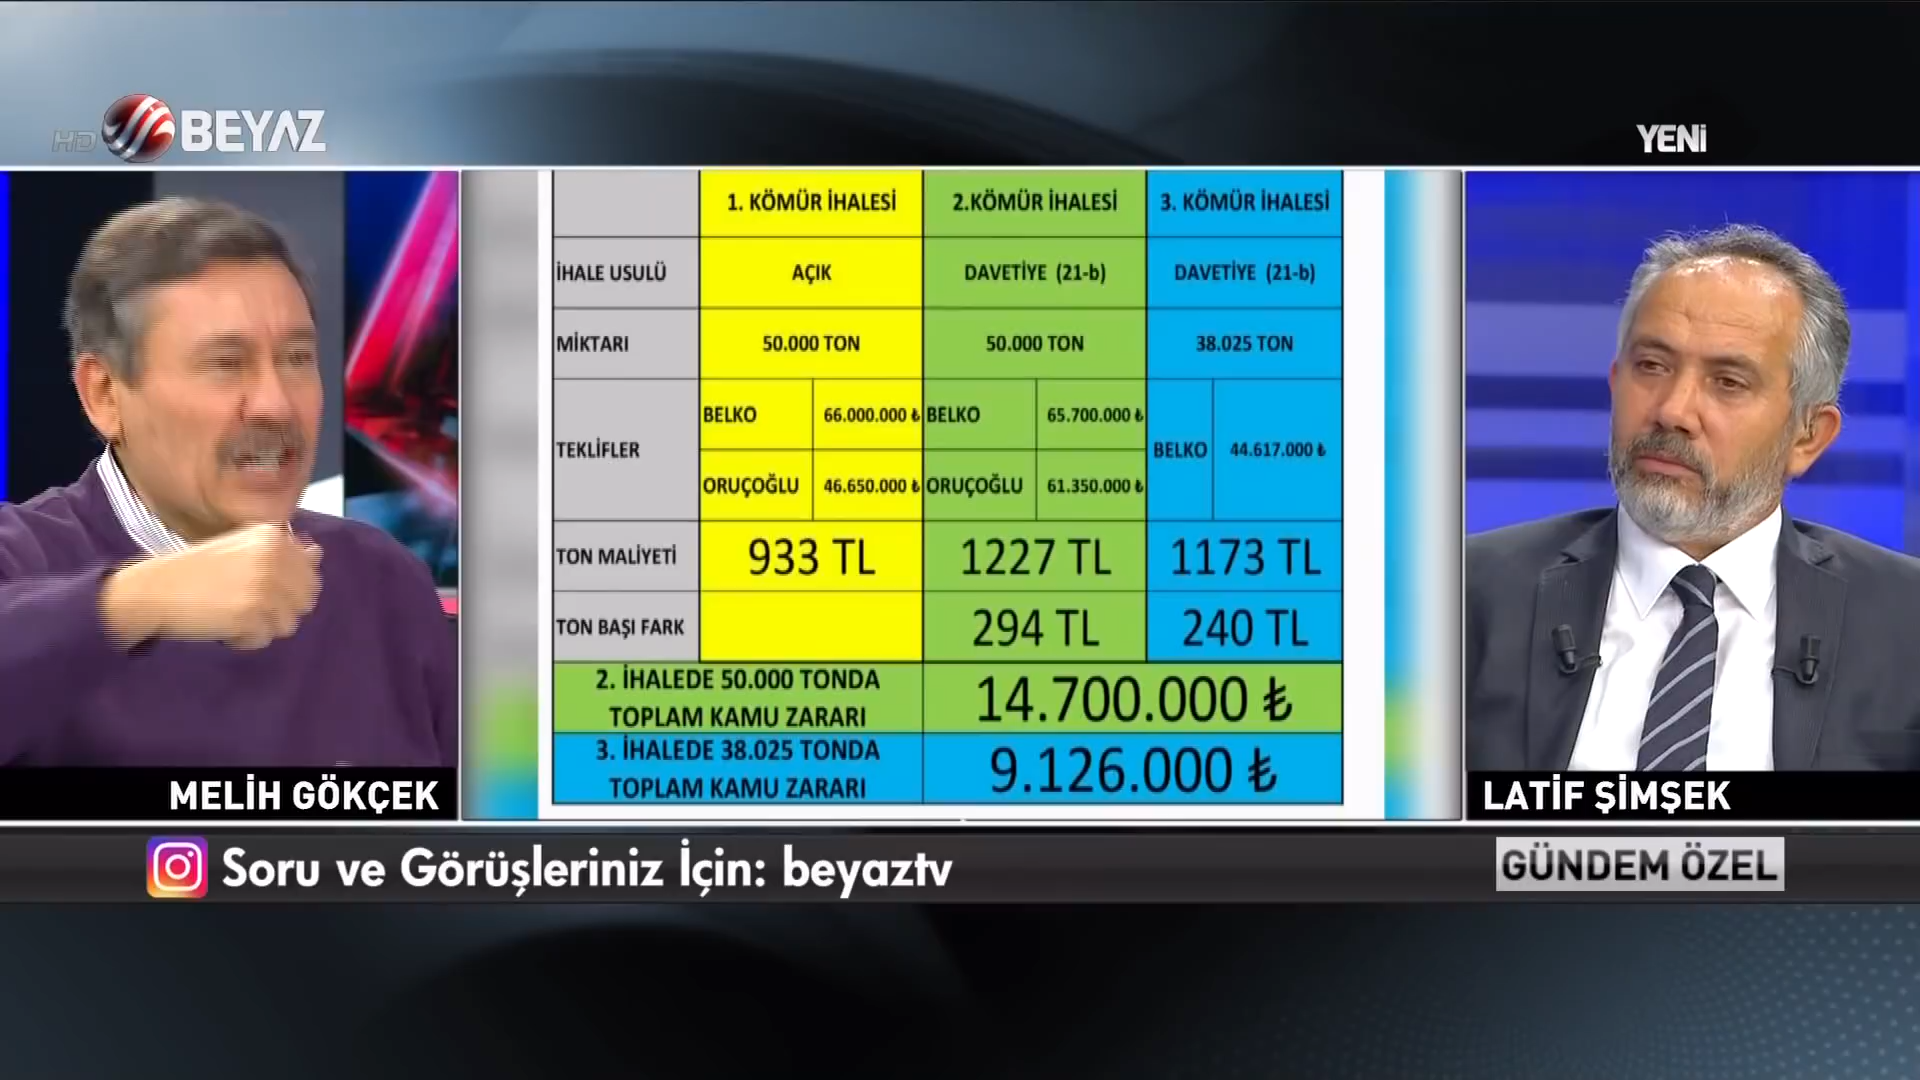 HD BEYAZ
YENİ
1. KÖMÜR İHALESİ 2.KÖMÜR İHALESİ 3. KÖMÜR İHALESİ
İHALE USULÜ AÇIK DAVETİYE (21-b) DAVETİYE (21-b)
MİKTARI 50.000 TON 50.000 TON 38.025 TON
TEKLİFLER
BELKO 66.000.000 ₺ BELKO 65.700.000 ₺
BELKO 44.617.000 ₺
ORUÇOĞLU 46.650.000 ₺ ORUÇOĞLU 61.350.000 ₺
TON MALİYETİ 933 TL 1227 TL 1173 TL
TON BAŞI FARK 294 TL 240 TL
2. İHALEDE 50.000 TONDA
TOPLAM KAMU ZARARI
14.700.000 ₺
3. İHALEDE 38.025 TONDA
TOPLAM KAMU ZARARI
9.126.000 ₺
MELİH GÖKÇEK
LATİF ŞİMŞEK
Soru ve Görüşleriniz İçin: beyaztv
GÜNDEM ÖZEL